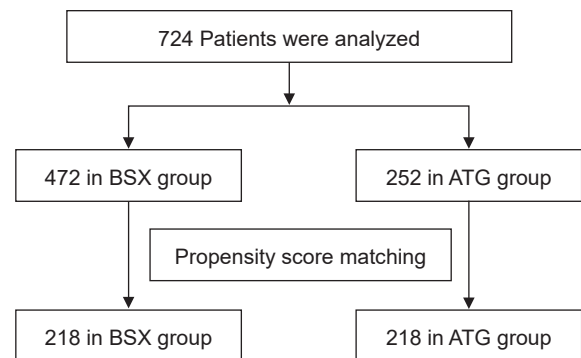 724 Patients were analyzed
472 in BSX group
252 in ATG group
Propensity score matching
218 in BSX group
218 in ATG group